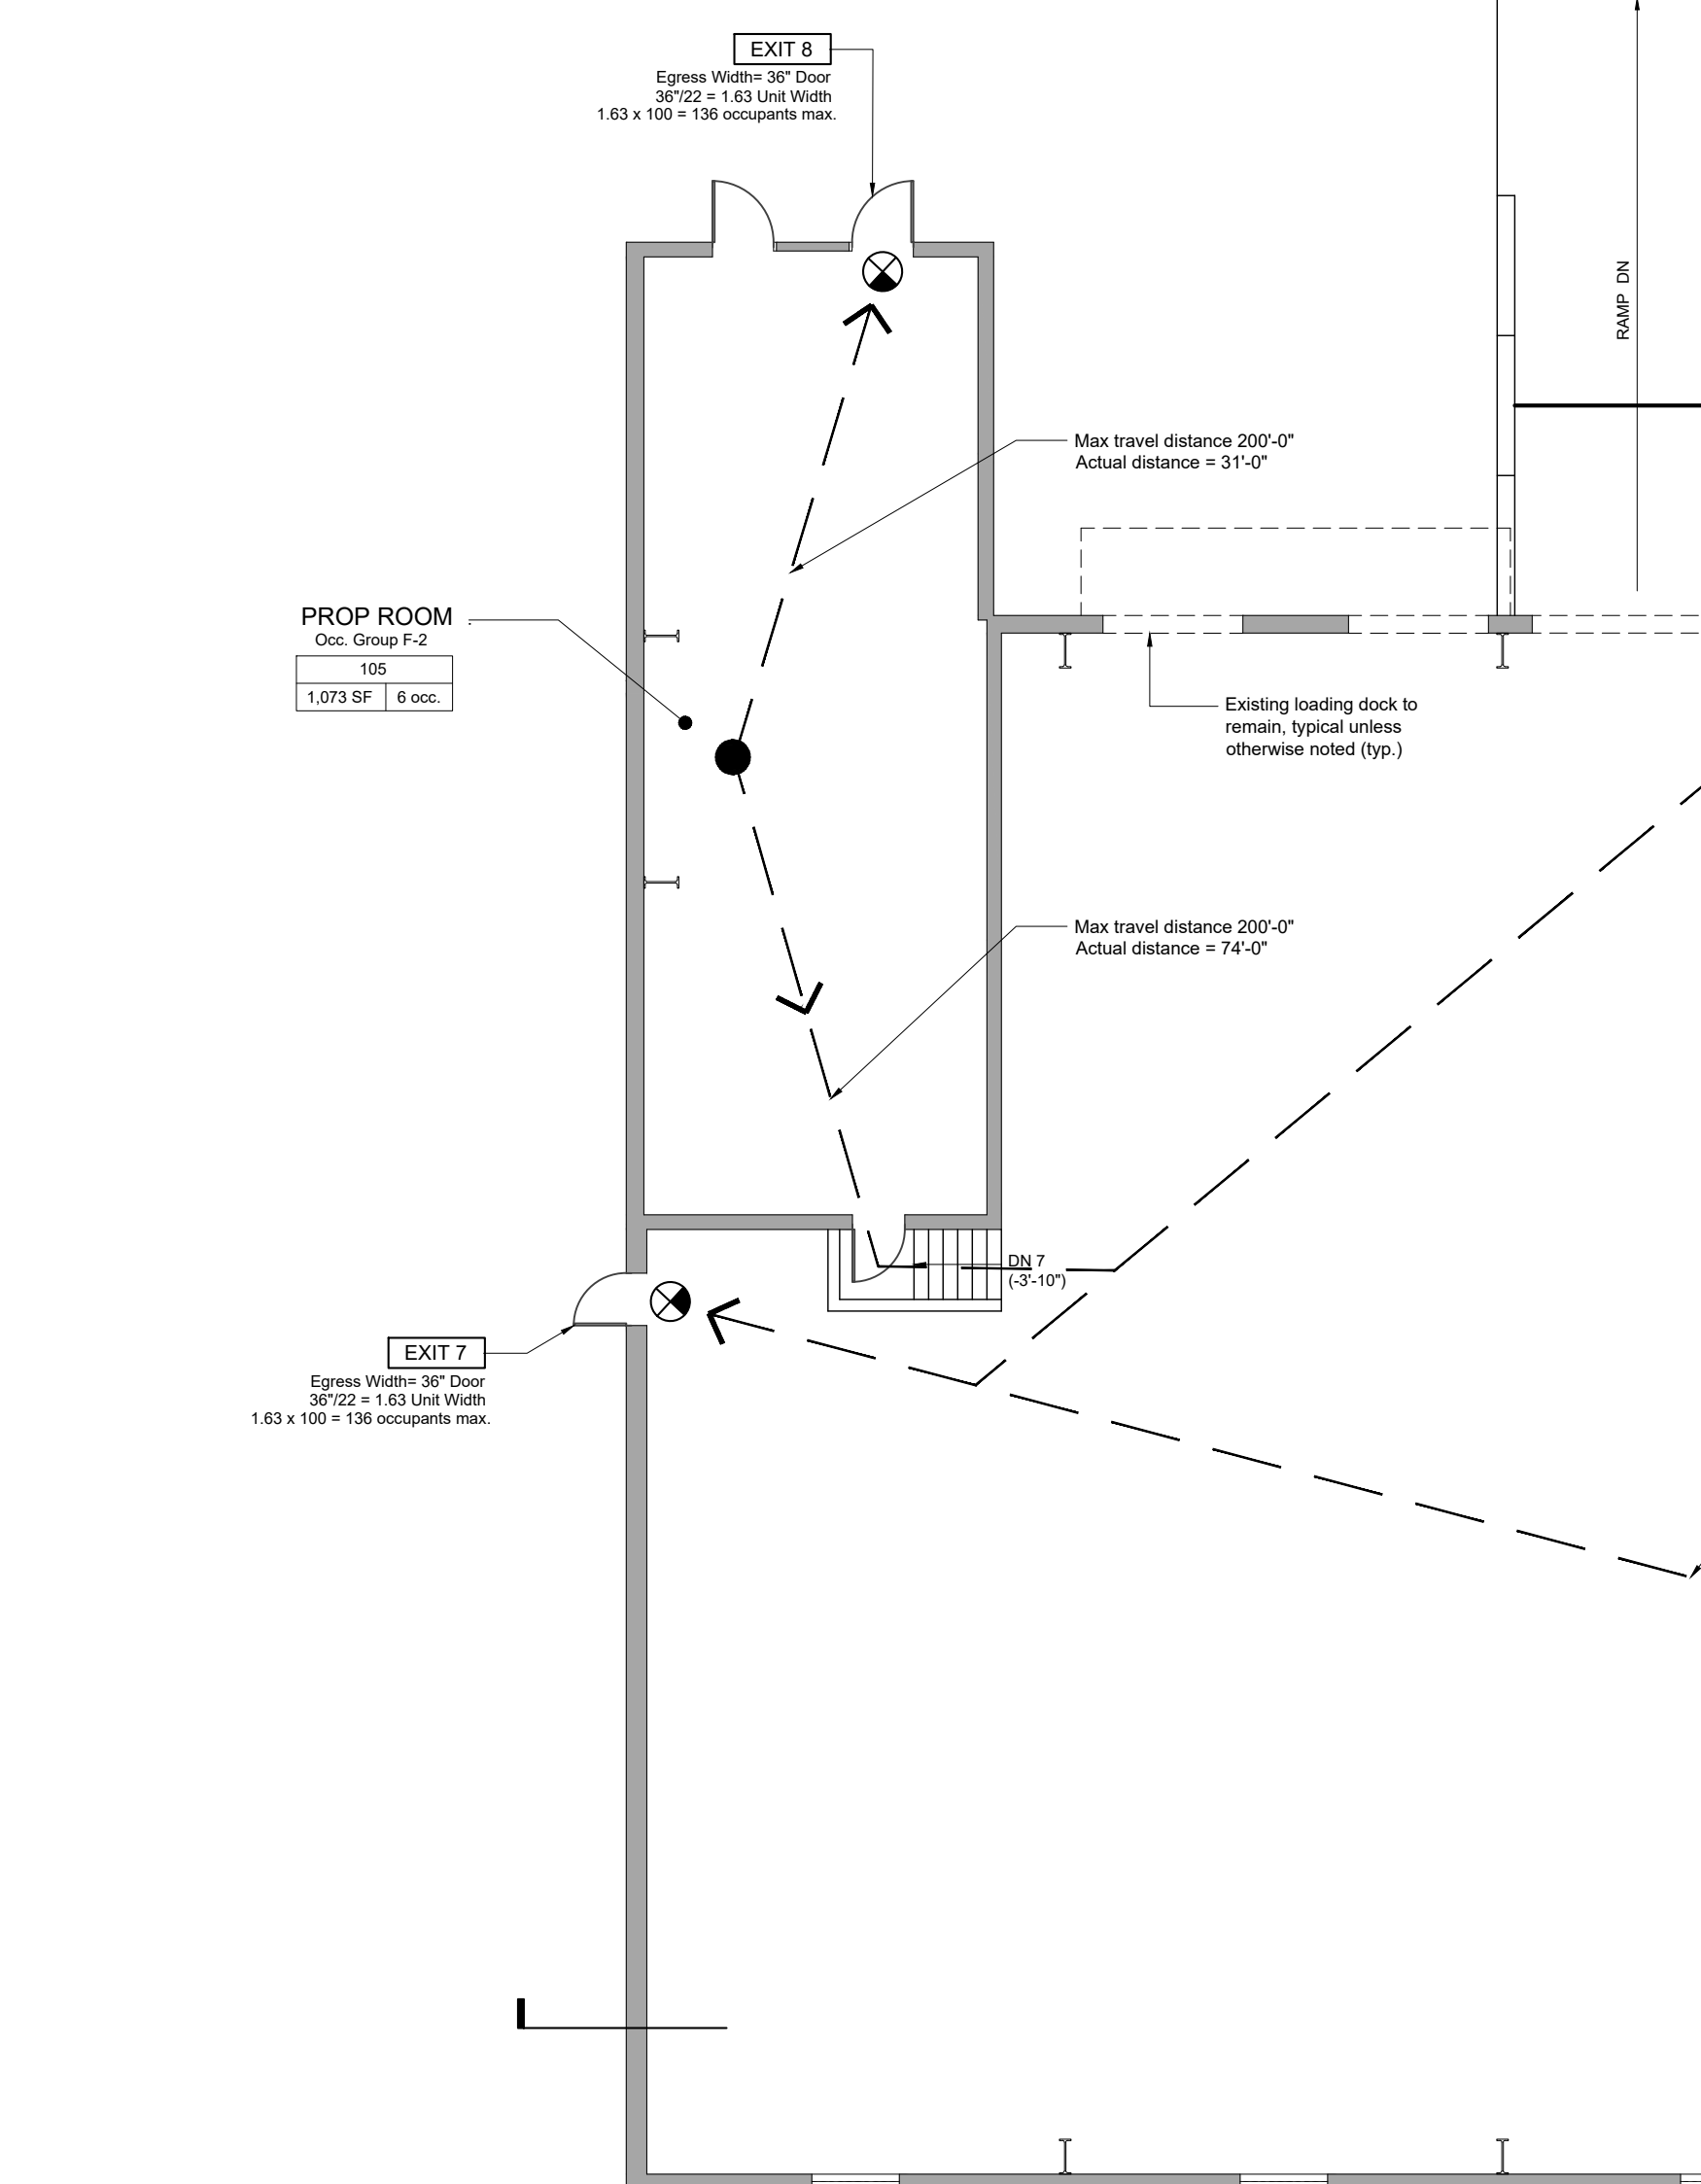 EXIT 8
Egress Width= 36" Door
36"/22 = 1.63 Unit Width
1.63 x 100 = 136 occupants max.
RAMP DN
Max travel distance 200'-0"
Actual distance = 31'-0"
PROP ROOM
Occ. Group F-2
105
1,073 SF 6 occ.
Existing loading dock to
remain, typical unless
otherwise noted (typ.)
Max travel distance 200'-0"
Actual distance = 74'-0"
DN 7
(-3'-10")
EXIT 7
Egress Width= 36" Door
36"/22 = 1.63 Unit Width
1.63 x 100 = 136 occupants max.